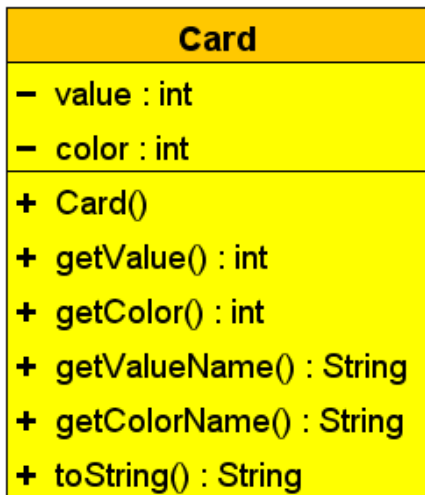 Card
− value : int
− color : int
+ Card()
+ getValue() : int
+ getColor() : int
+ getValueName() : String
+ getColorName() : String
+ toString() : String